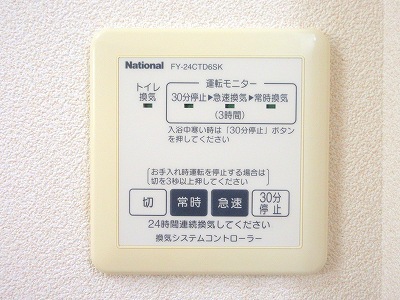 National FY-24CTD6SK
運転モニター
トイレ換気
30分停止▶急速換気▶常時換気
(3時間)
入浴中寒い時は「30分停止」ボタン
を押してください
お手入れ時運転を停止する場合は
切を3秒以上押してください
切 常時 急速 30分停止
24時間連続換気してください
換気システムコントローラー